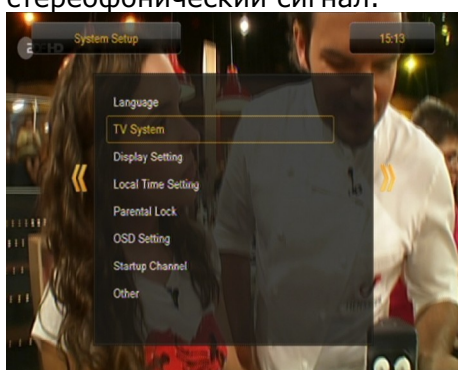 стереофонический сигнал.
System Setup
15:13
Language
TV System
Display Setting
Local Time Setting
Parental Lock
OSD Setting
Startup Channel
Other